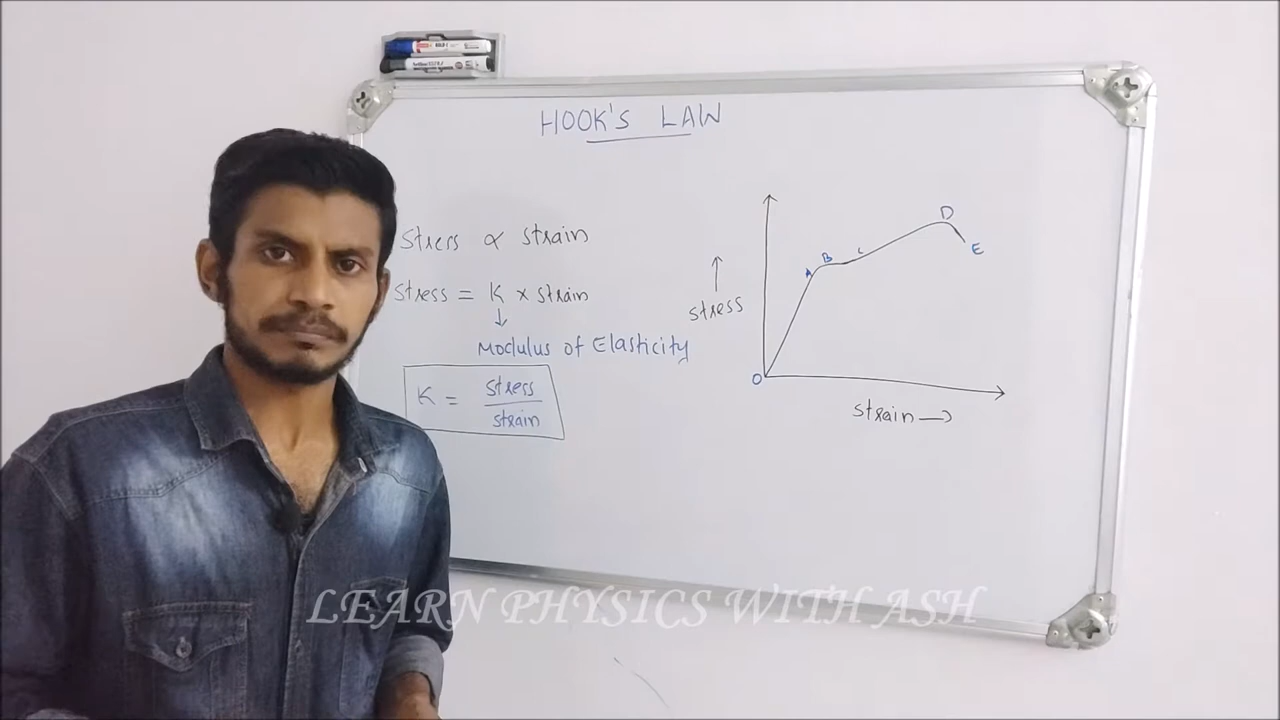 HOOK'S LAW
Stress ∝ strain
Stress = K × strain
↓
Modulus of Elasticity
K = stress
strain
↑
stress
A
B
C
D
E
O
strain →
LEARN PHYSICS WITH ASH